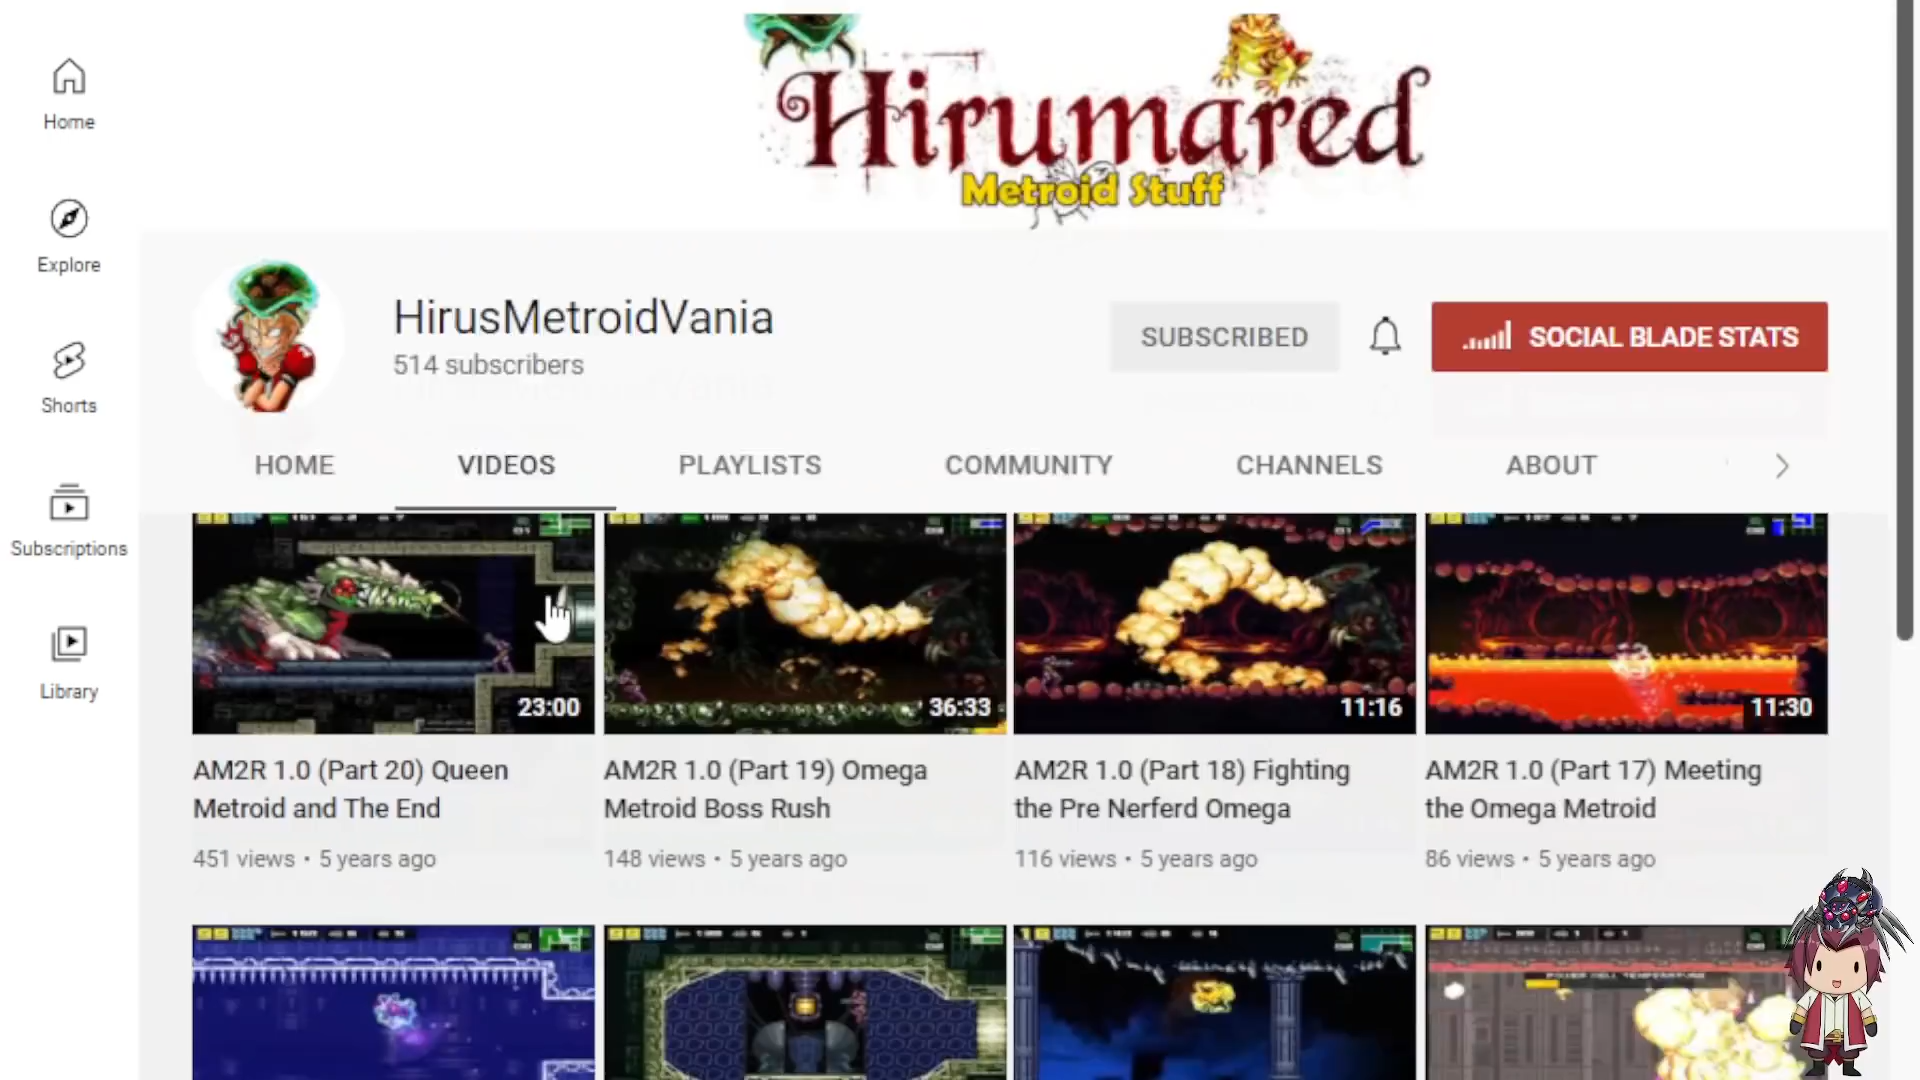 Hirumared
Metroid Stuff
Home
Explore
Shorts
Subscriptions
Library
HirusMetroidVania
514 subscribers
SUBSCRIBED
SOCIAL BLADE STATS
HOME
VIDEOS
PLAYLISTS
COMMUNITY
CHANNELS
ABOUT
23:00
36:33
11:16
11:30
AM2R 1.0 (Part 20) Queen
Metroid and The End
451 views • 5 years ago
AM2R 1.0 (Part 19) Omega
Metroid Boss Rush
148 views • 5 years ago
AM2R 1.0 (Part 18) Fighting
the Pre Nerferd Omega
116 views • 5 years ago
AM2R 1.0 (Part 17) Meeting
the Omega Metroid
86 views • 5 years ago